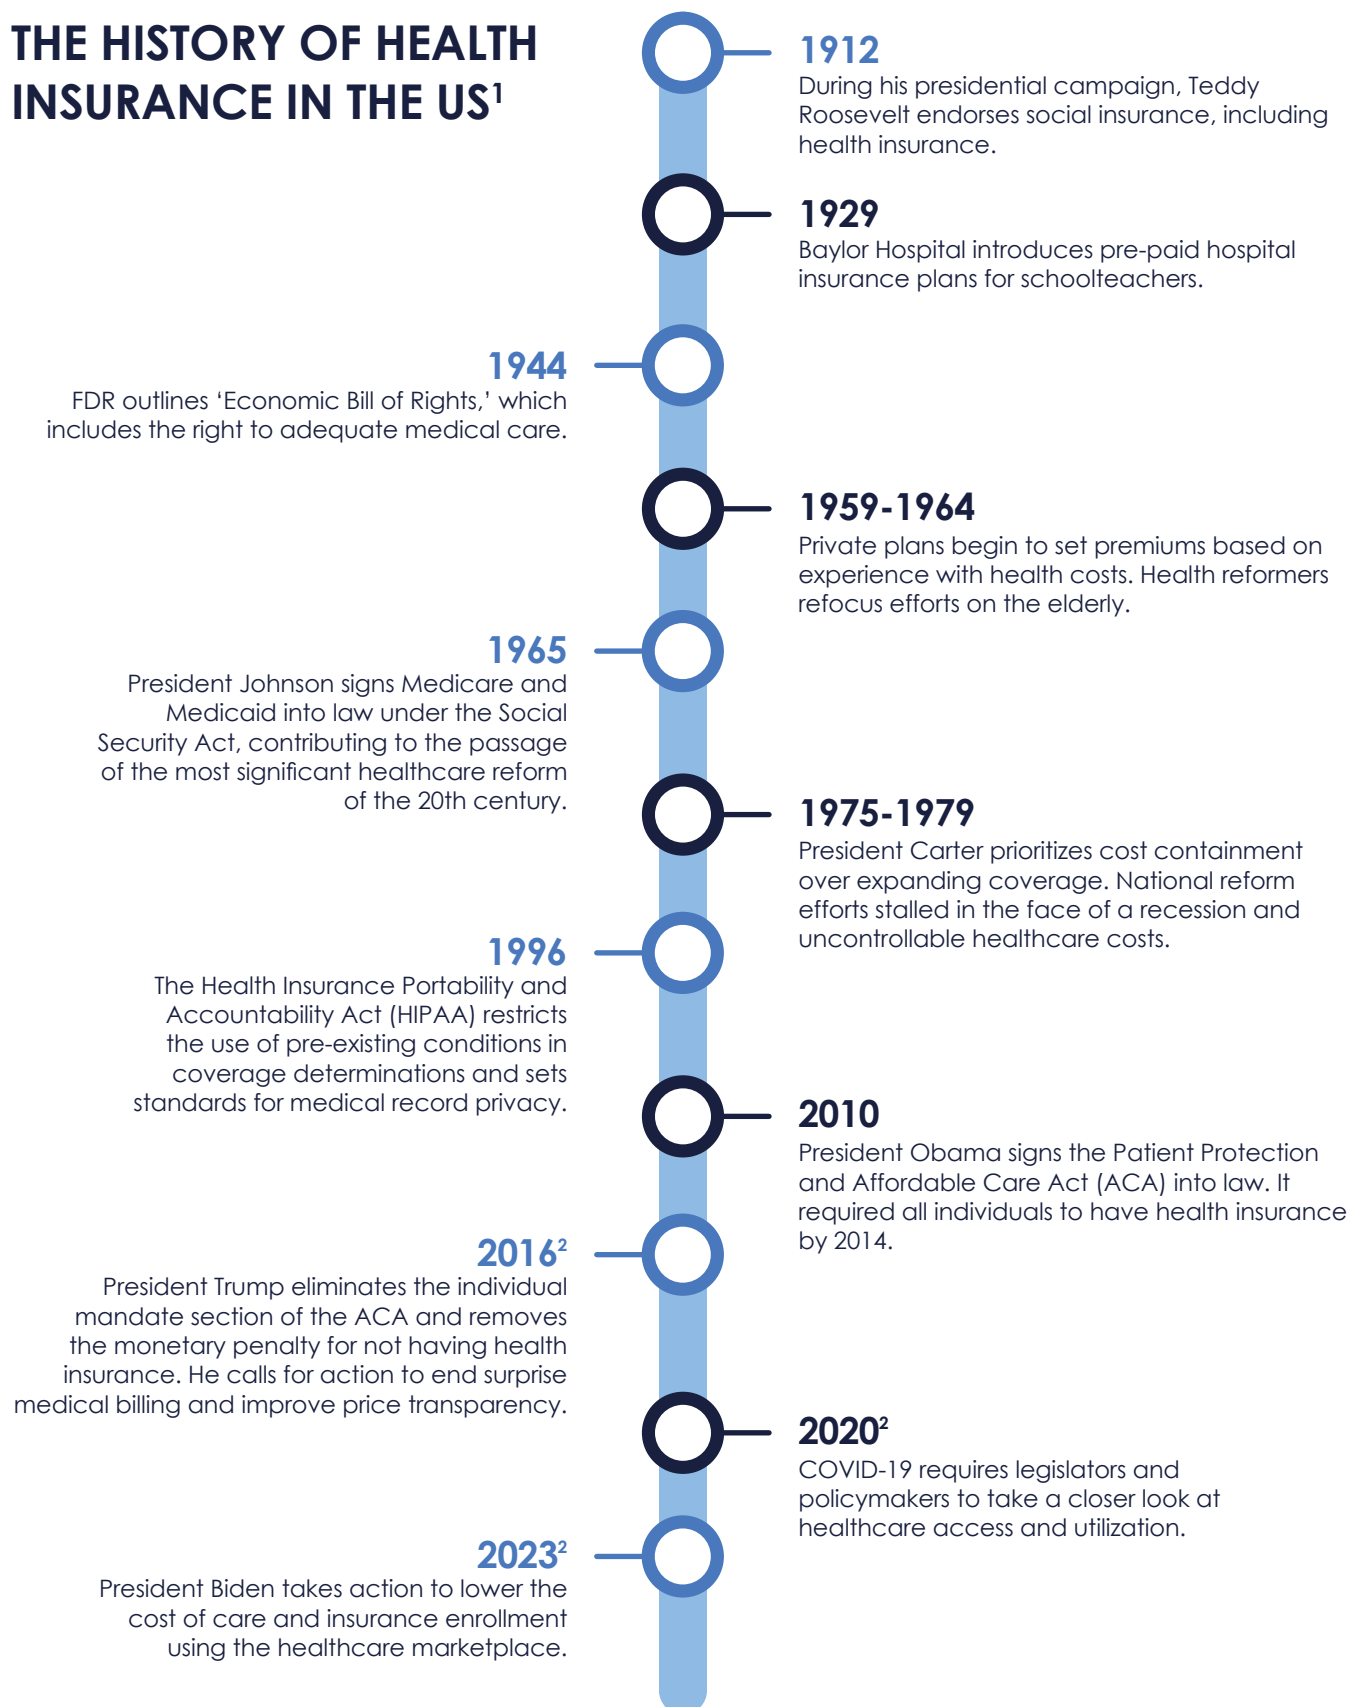 THE HISTORY OF HEALTH
INSURANCE IN THE US¹
1912
During his presidential campaign, Teddy
Roosevelt endorses social insurance, including
health insurance.
1929
Baylor Hospital introduces pre-paid hospital
insurance plans for schoolteachers.
1944
FDR outlines ‘Economic Bill of Rights,’ which
includes the right to adequate medical care.
1959-1964
Private plans begin to set premiums based on
experience with health costs. Health reformers
refocus efforts on the elderly.
1965
President Johnson signs Medicare and
Medicaid into law under the Social
Security Act, contributing to the passage
of the most significant healthcare reform
of the 20th century.
1975-1979
President Carter prioritizes cost containment
over expanding coverage. National reform
efforts stalled in the face of a recession and
uncontrollable healthcare costs.
1996
The Health Insurance Portability and
Accountability Act (HIPAA) restricts
the use of pre-existing conditions in
coverage determinations and sets
standards for medical record privacy.
2010
President Obama signs the Patient Protection
and Affordable Care Act (ACA) into law. It
required all individuals to have health insurance
by 2014.
2016²
President Trump eliminates the individual
mandate section of the ACA and removes
the monetary penalty for not having health
insurance. He calls for action to end surprise
medical billing and improve price transparency.
2020²
COVID-19 requires legislators and
policymakers to take a closer look at
healthcare access and utilization.
2023²
President Biden takes action to lower the
cost of care and insurance enrollment
using the healthcare marketplace.